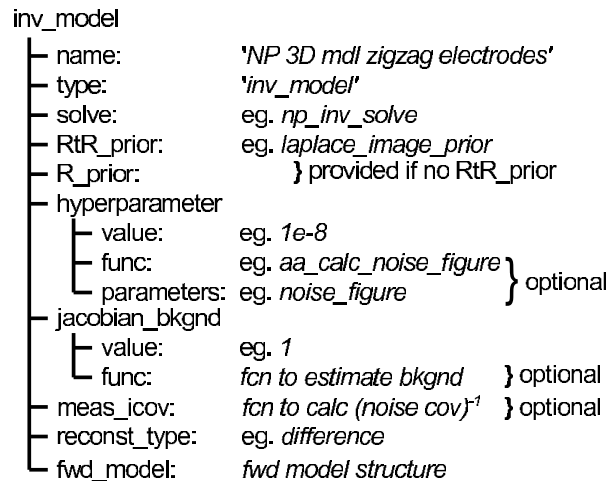 inv_model
name: 'NP 3D mdl zigzag electrodes'
type: 'inv_model'
solve: eg. np_inv_solve
RtR_prior: eg. laplace_image_prior
R_prior: } provided if no RtR_prior
hyperparameter
value: eg. 1e-8
func: eg. aa_calc_noise_figure
parameters: eg. noise_figure } optional
jacobian_bkgnd
value: eg. 1
func: fcn to estimate bkgnd } optional
meas_icov: fcn to calc (noise cov)⁻¹ } optional
reconst_type: eg. difference
fwd_model: fwd model structure